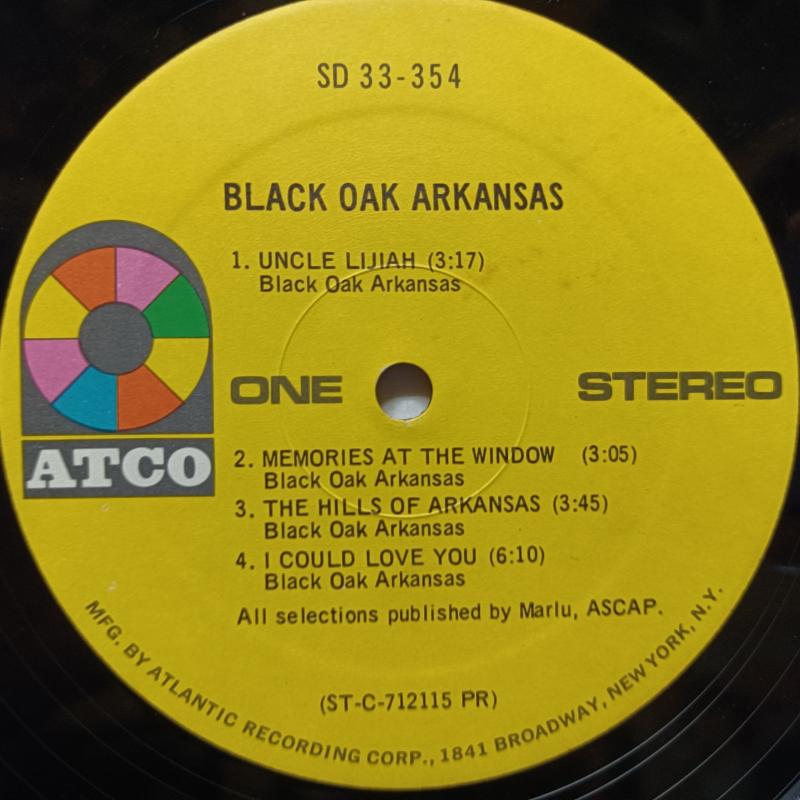 SD 33-354
BLACK OAK ARKANSAS
1. UNCLE LIJIAH (3:17)
Black Oak Arkansas
ONE
STEREO
ATCO
2. MEMORIES AT THE WINDOW (3:05)
Black Oak Arkansas
3. THE HILLS OF ARKANSAS (3:45)
Black Oak Arkansas
4. I COULD LOVE YOU (6:10)
Black Oak Arkansas
All selections published by Marlu, ASCAP.
(ST-C-712115 PR)
MFG. BY ATLANTIC RECORDING CORP., 1841 BROADWAY, NEW YORK, N.Y.